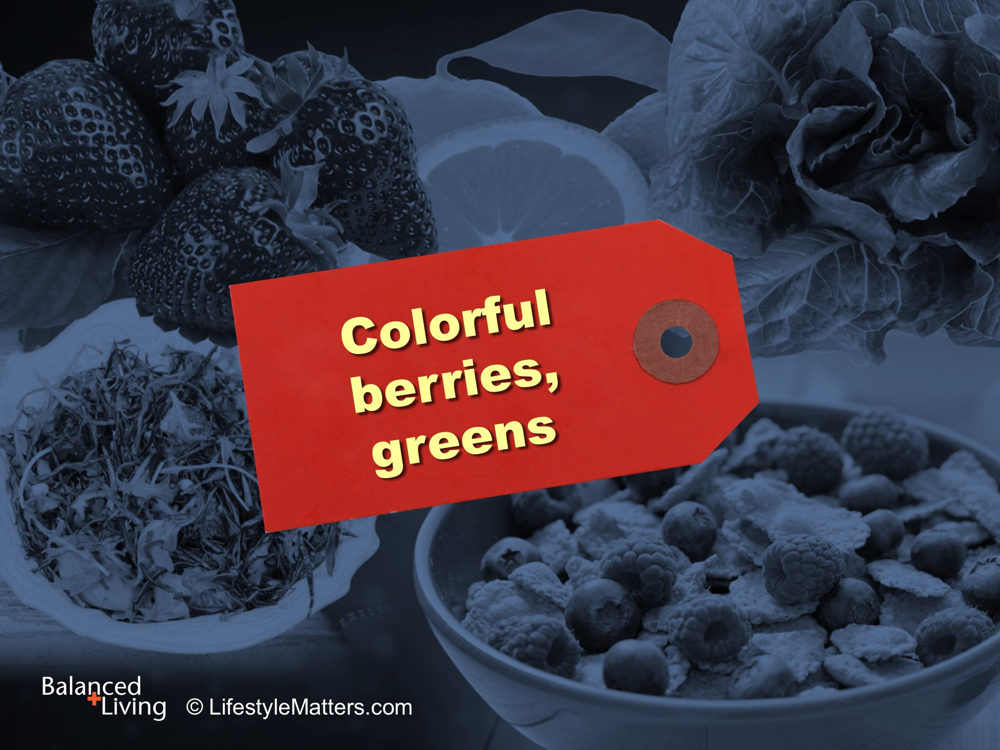 Colorful
berries,
greens
Balanced
+Living © LifestyleMatters.com